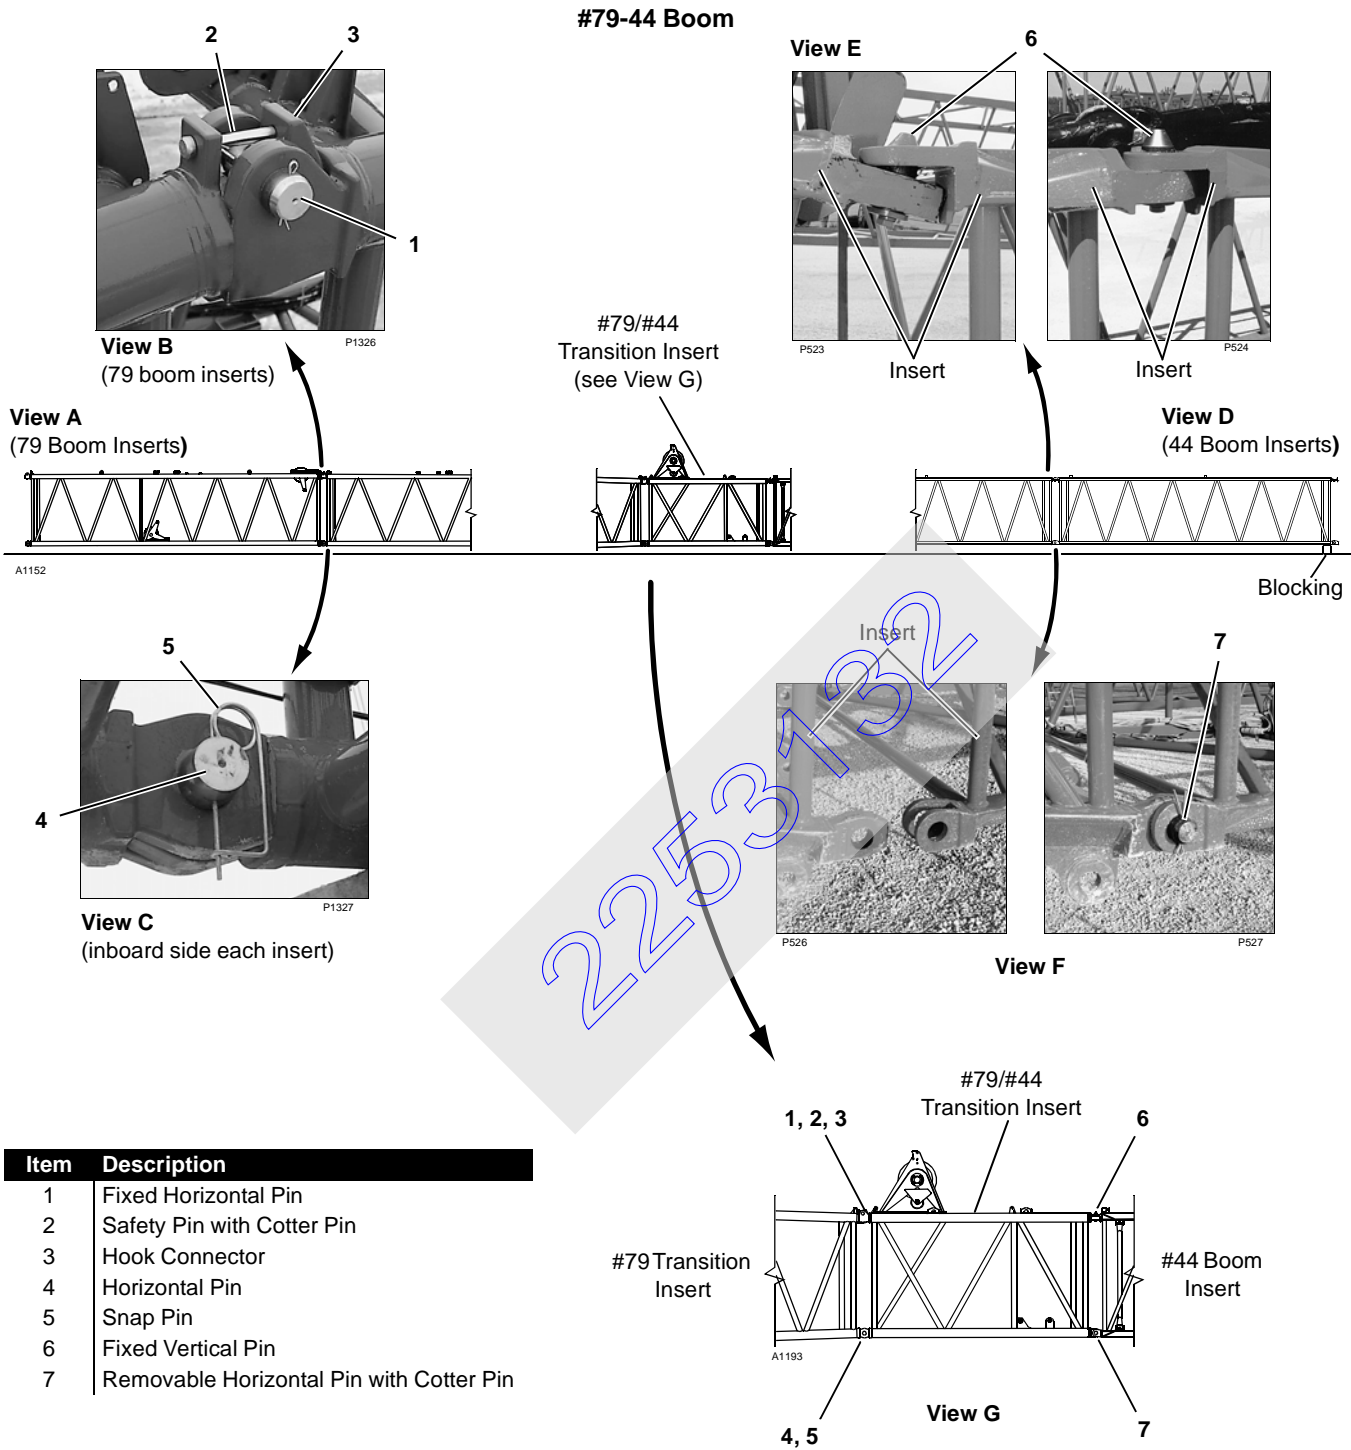 #79-44 Boom
2
3
1
P1326
View B
(79 boom inserts)
View E
6
P523
Insert
P524
Insert
#79/#44
Transition Insert
(see View G)
View A
(79 Boom Inserts)
View D
(44 Boom Inserts)
A1152
Blocking
5
4
P1327
View C
(inboard side each insert)
Insert
7
P526
P527
View F
2253132
Item Description
1 Fixed Horizontal Pin
2 Safety Pin with Cotter Pin
3 Hook Connector
4 Horizontal Pin
5 Snap Pin
6 Fixed Vertical Pin
7 Removable Horizontal Pin with Cotter Pin
#79/#44
Transition Insert
1, 2, 3
6
#79 Transition
Insert
#44 Boom
Insert
A1193
View G
4, 5
7